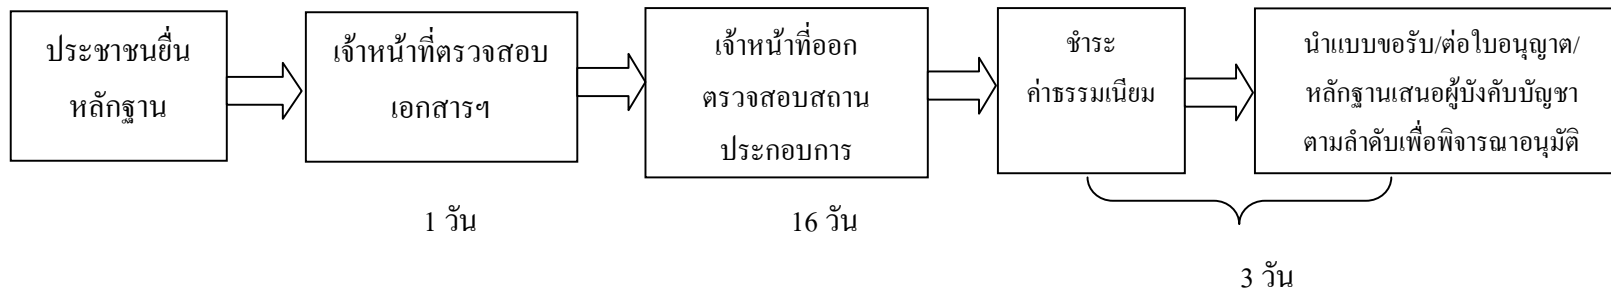 ประชาชนยื่น
หลักฐาน
เจ้าหน้าที่ตรวจสอบ
เอกสารฯ
เจ้าหน้าที่ออก
ตรวจสอบสถาน
ประกอบการ
ชำระ
ค่าธรรมเนียม
นำแบบขอรับ/ต่อใบอนุญาต/
หลักฐานเสนอผู้บังคับบัญชา
ตามลำดับเพื่อพิจารณาอนุมัติ
1 วัน
16 วัน
3 วัน